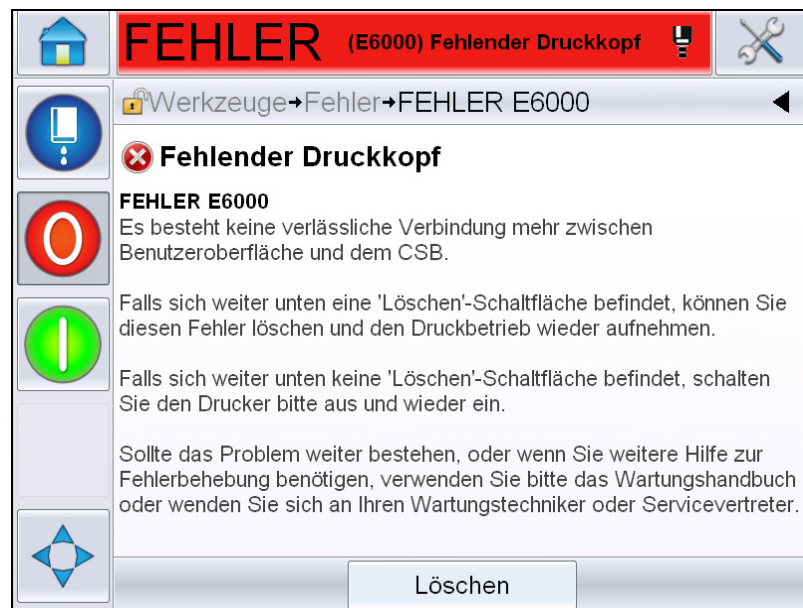 FEHLER (E6000) Fehlender Druckkopf
Werkzeuge→Fehler→FEHLER E6000
Fehlender Druckkopf
FEHLER E6000
Es besteht keine verlässliche Verbindung mehr zwischen
Benutzeroberfläche und dem CSB.
Falls sich weiter unten eine 'Löschen'-Schaltfläche befindet, können Sie
diesen Fehler löschen und den Druckbetrieb wieder aufnehmen.
Falls sich weiter unten keine 'Löschen'-Schaltfläche befindet, schalten
Sie den Drucker bitte aus und wieder ein.
Sollte das Problem weiter bestehen, oder wenn Sie weitere Hilfe zur
Fehlerbehebung benötigen, verwenden Sie bitte das Wartungshandbuch
oder wenden Sie sich an Ihren Wartungstechniker oder Servicevertreter.
Löschen